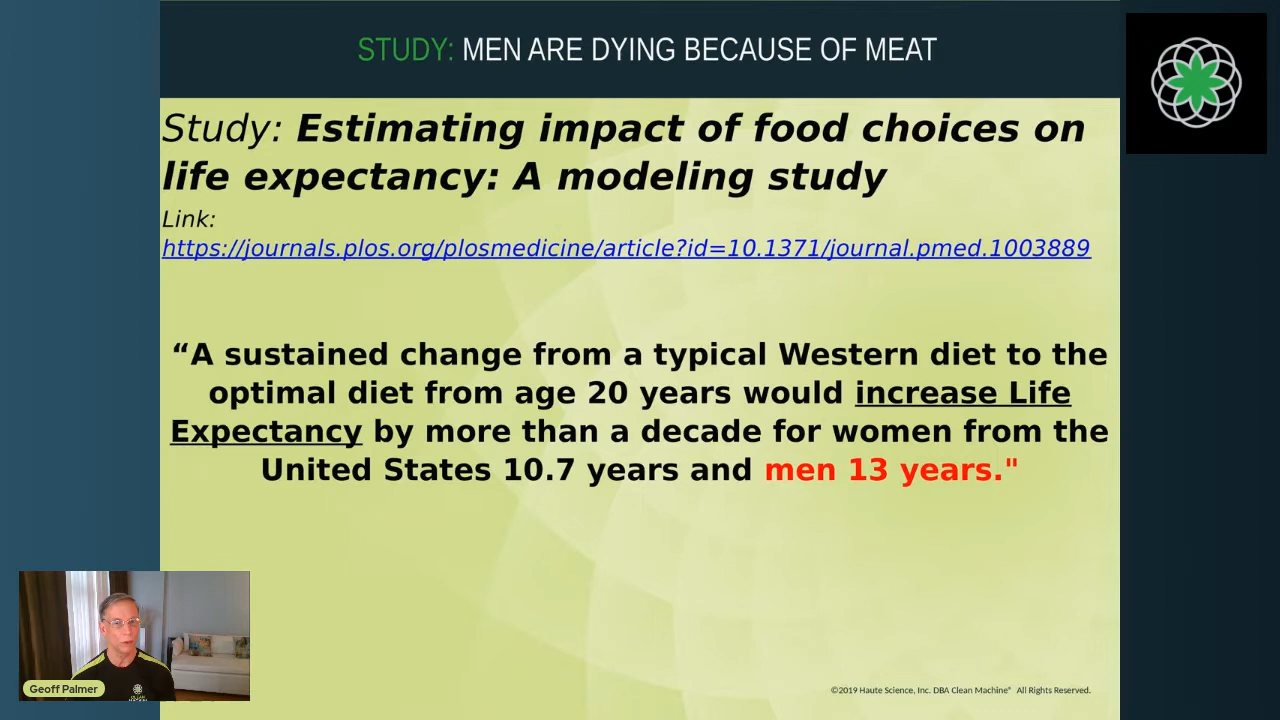 STUDY: MEN ARE DYING BECAUSE OF MEAT
Study: Estimating impact of food choices on
life expectancy: A modeling study
Link:
https://journals.plos.org/plosmedicine/article?id=10.1371/journal.pmed.1003889
“A sustained change from a typical Western diet to the
optimal diet from age 20 years would increase Life
Expectancy by more than a decade for women from the
United States 10.7 years and men 13 years."
Geoff Palmer
©2019 Haute Science, Inc. DBA Clean Machine® All Rights Reserved.